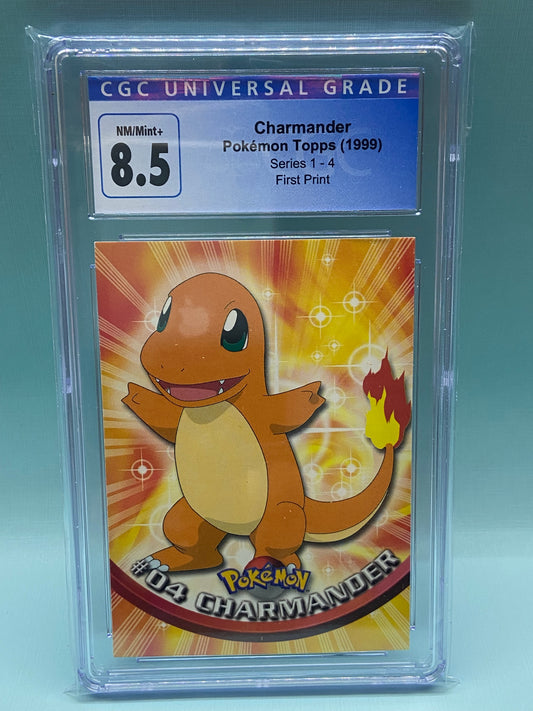 CGC UNIVERSAL GRADE
NM/Mint+
8.5
Charmander
Pokémon Topps (1999)
Series 1 - 4
First Print
POKéMON
#04 CHARMANDER